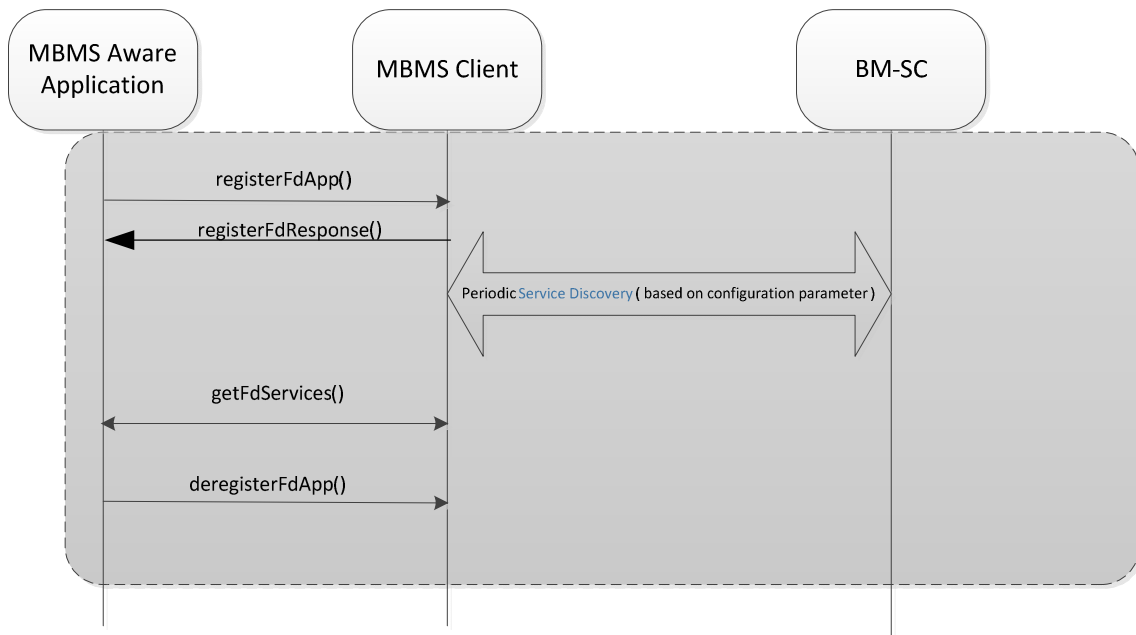 MBMS Aware
Application
MBMS Client
BM-SC
registerFdApp()
registerFdResponse()
Periodic Service Discovery ( based on configuration parameter )
getFdServices()
deregisterFdApp()